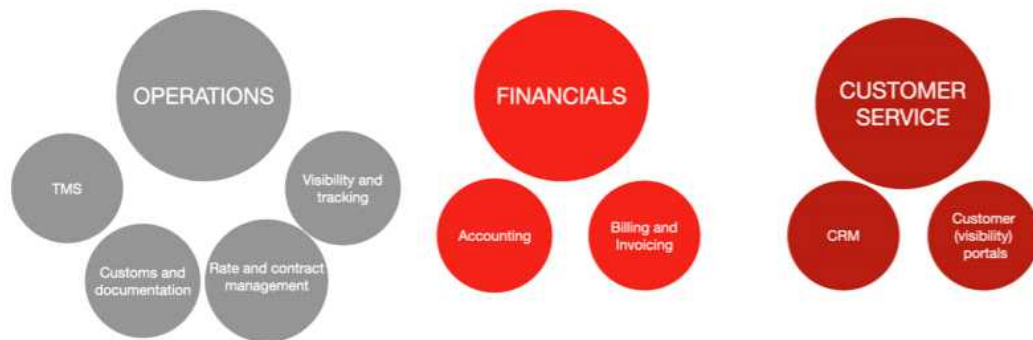 OPERATIONS
TMS
Customs and
documentation
Rate and contract
management
Visibility and
tracking
FINANCIALS
Accounting
Billing and
Invoicing
CUSTOMER
SERVICE
CRM
Customer
(visibility)
portals